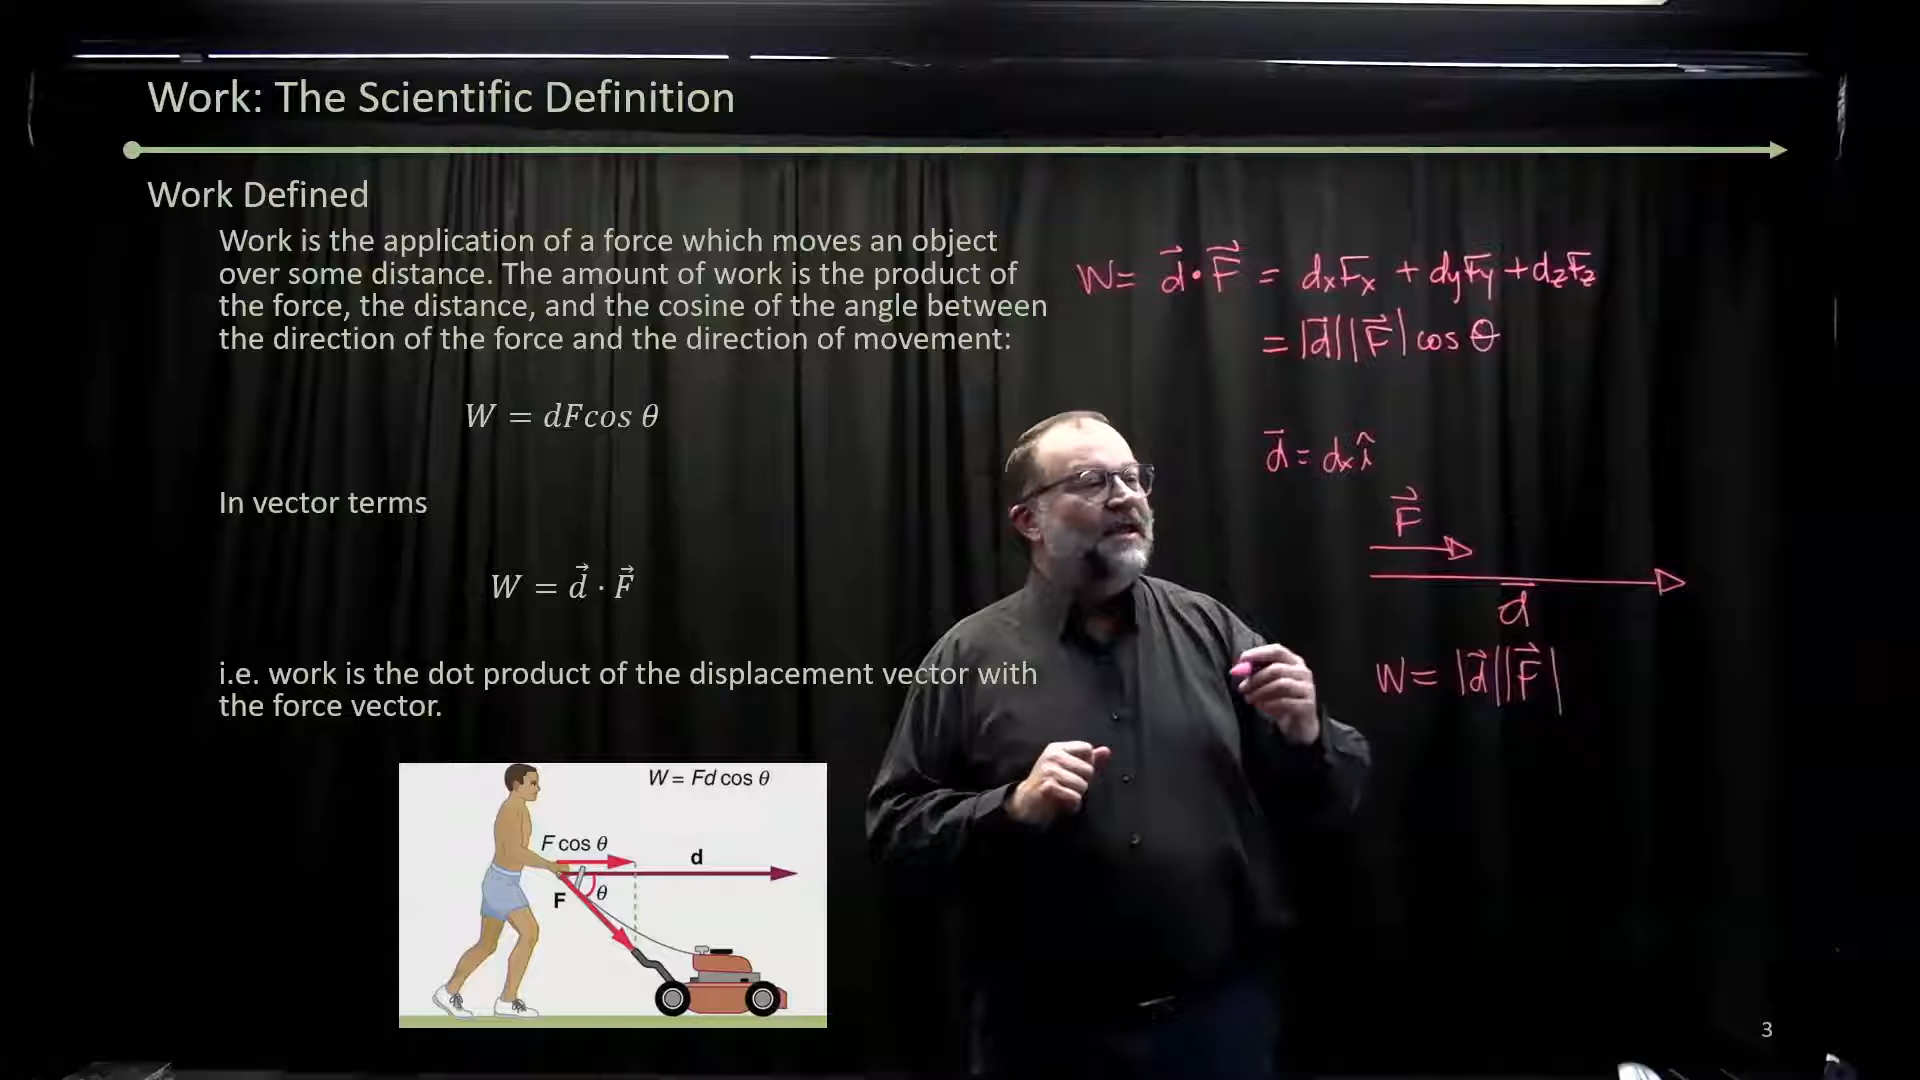 Work: The Scientific Definition
Work Defined
Work is the application of a force which moves an object
over some distance. The amount of work is the product of
the force, the distance, and the cosine of the angle between
the direction of the force and the direction of movement:
W = dFcos θ
In vector terms
W = d⃗ · F⃗
i.e. work is the dot product of the displacement vector with
the force vector.
W = Fd cos θ
F cos θ
d
θ
F
W = d⃗ · F⃗ = dₓFₓ + d_yF_y + d_zF_z
= |d⃗||F⃗| cos θ
d⃗ = dₓ î
F⃗
d⃗
W = |d⃗||F⃗|
3